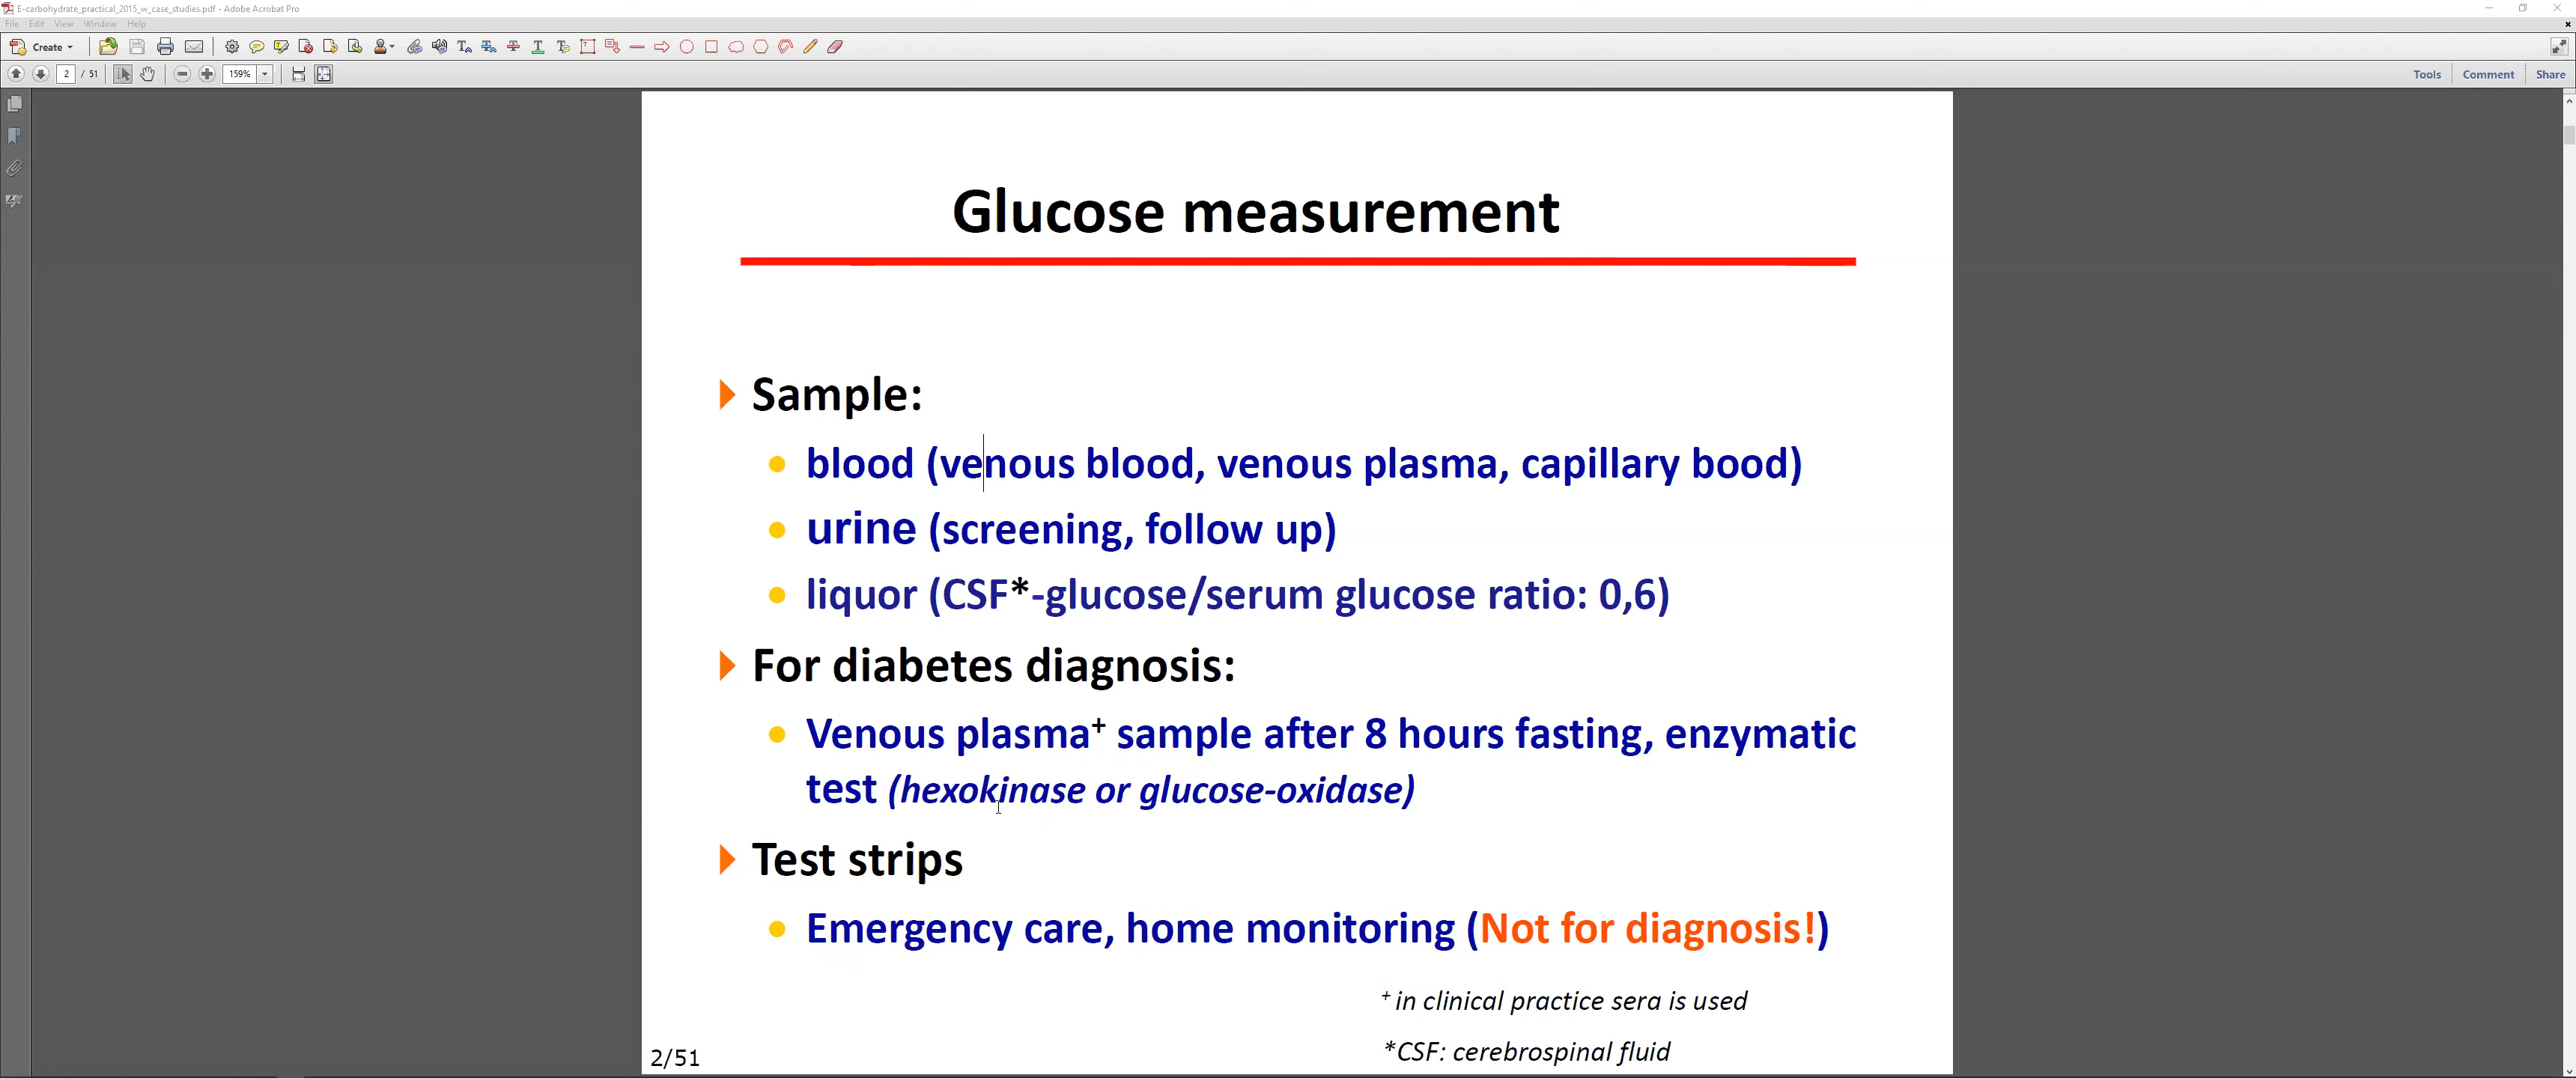 E-carbohydrate_practical_2015_w_case_studies.pdf - Adobe Acrobat Pro
File Edit View Window Help
Create
2 / 51 159% Tools Comment Share
Glucose measurement
Sample:
blood (venous blood, venous plasma, capillary bood)
urine (screening, follow up)
liquor (CSF*-glucose/serum glucose ratio: 0,6)
For diabetes diagnosis:
Venous plasma+ sample after 8 hours fasting, enzymatic
test (hexokinase or glucose-oxidase)
Test strips
Emergency care, home monitoring (Not for diagnosis!)
+ in clinical practice sera is used
*CSF: cerebrospinal fluid
2/51